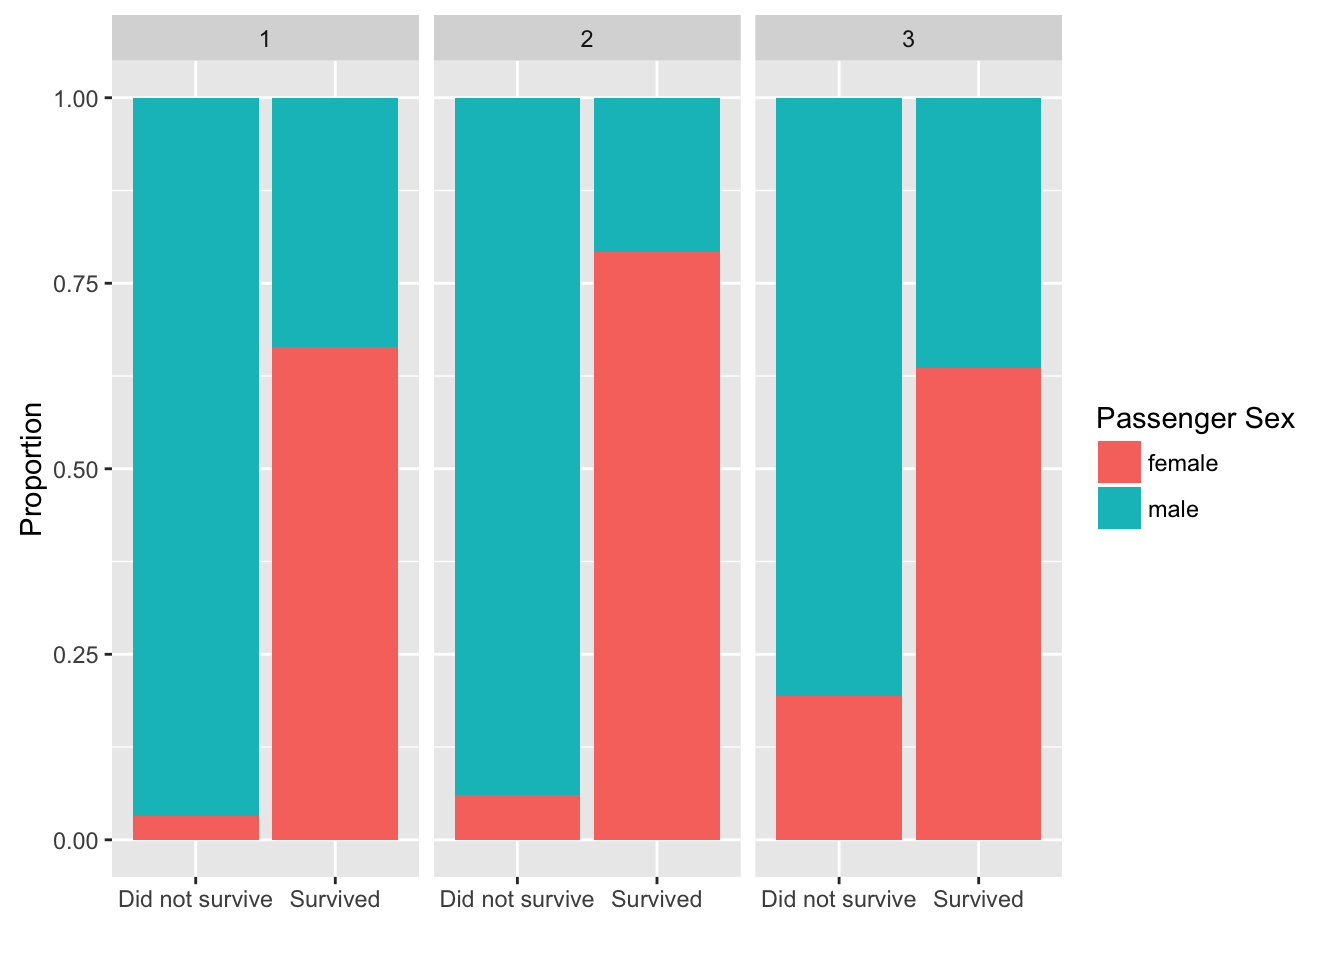 1 2 3
1.00
0.75
0.50
0.25
0.00
Proportion
Did not survive Survived Did not survive Survived Did not survive Survived
Passenger Sex
female
male